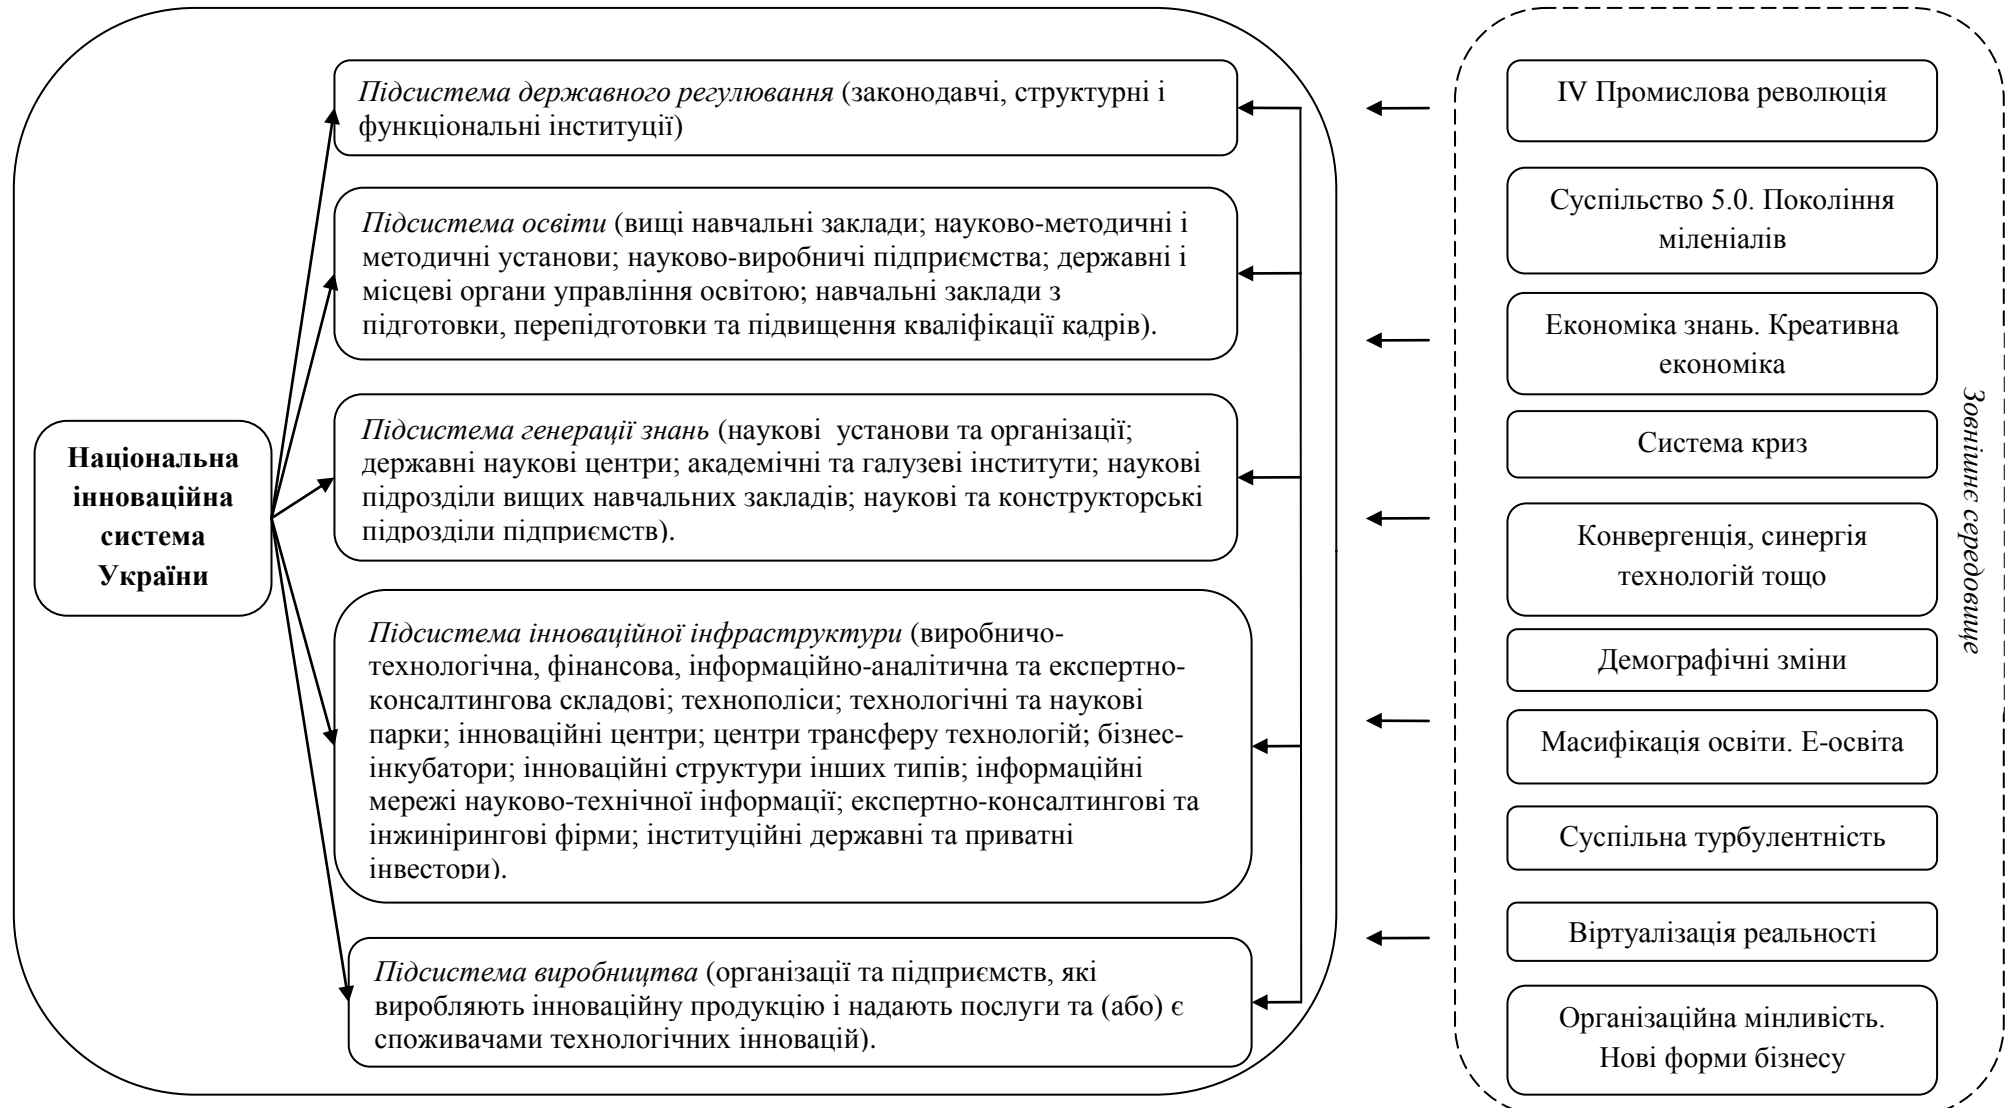 Національна
інноваційна
система
України
Підсистема державного регулювання (законодавчі, структурні і
функціональні інституції)
Підсистема освіти (вищі навчальні заклади; науково-методичні і
методичні установи; науково-виробничі підприємства; державні і
місцеві органи управління освітою; навчальні заклади з
підготовки, перепідготовки та підвищення кваліфікації кадрів).
Підсистема генерації знань (наукові установи та організації;
державні наукові центри; академічні та галузеві інститути; наукові
підрозділи вищих навчальних закладів; наукові та конструкторські
підрозділи підприємств).
Підсистема інноваційної інфраструктури (виробничо-
технологічна, фінансова, інформаційно-аналітична та експертно-
консалтингова складові; технополіси; технологічні та наукові
парки; інноваційні центри; центри трансферу технологій; бізнес-
інкубатори; інноваційні структури інших типів; інформаційні
мережі науково-технічної інформації; експертно-консалтингові та
інжинірингові фірми; інституційні державні та приватні
інвестори).
Підсистема виробництва (організації та підприємств, які
виробляють інноваційну продукцію і надають послуги та (або) є
споживачами технологічних інновацій).
IV Промислова революція
Суспільство 5.0. Покоління
міленіалів
Економіка знань. Креативна
економіка
Система криз
Конвергенція, синергія
технологій тощо
Демографічні зміни
Масифікація освіти. Е-освіта
Суспільна турбулентність
Віртуалізація реальності
Організаційна мінливість.
Нові форми бізнесу
Зовнішнє середовище